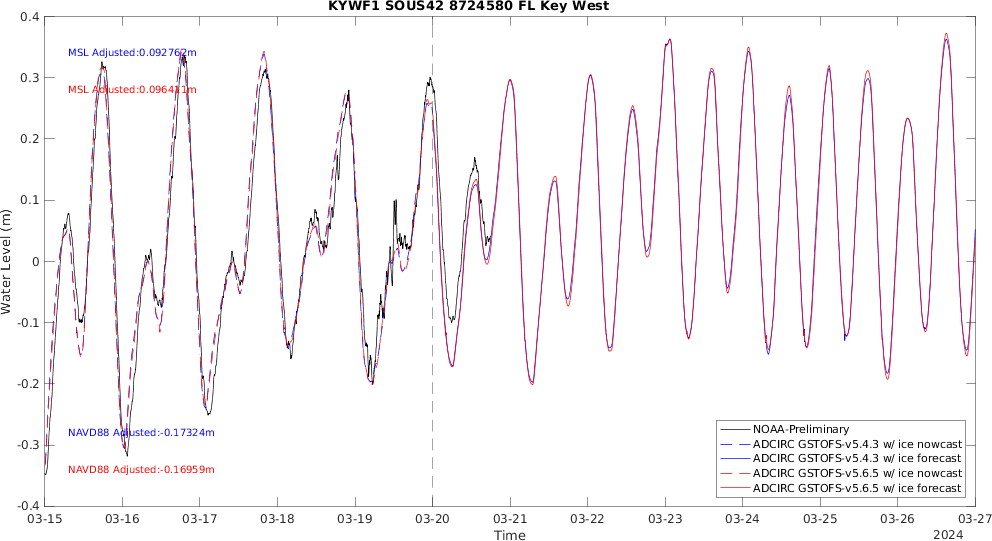 KYWF1 SOUS42 8724580 FL Key West
0.4
0.3
0.2
0.1
0
-0.1
-0.2
-0.3
-0.4
Water Level (m)
MSL Adjusted:0.092762m
MSL Adjusted:0.096411m
NAVD88 Adjusted:-0.17324m
NAVD88 Adjusted:-0.16959m
NOAA-Preliminary
ADCIRC GSTOFS-v5.4.3 w/ ice nowcast
ADCIRC GSTOFS-v5.4.3 w/ ice forecast
ADCIRC GSTOFS-v5.6.5 w/ ice nowcast
ADCIRC GSTOFS-v5.6.5 w/ ice forecast
03-15 03-16 03-17 03-18 03-19 03-20 03-21 03-22 03-23 03-24 03-25 03-26 03-27
Time
2024